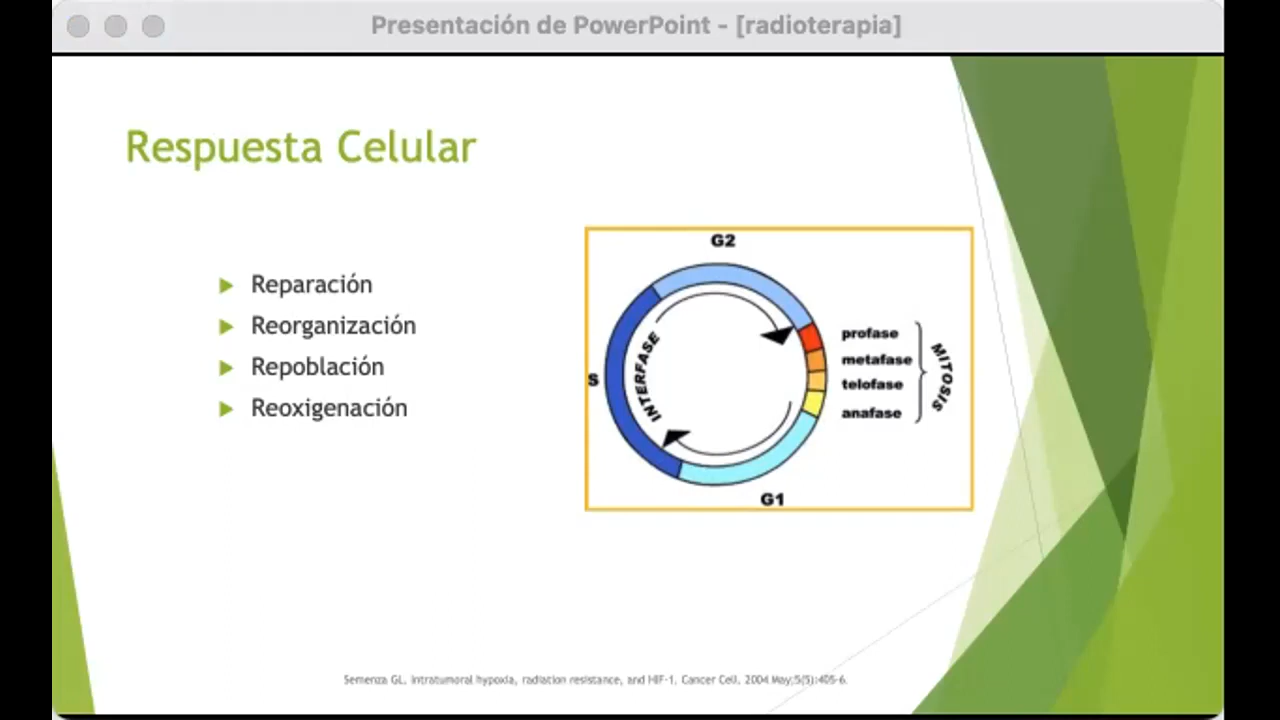 Presentación de PowerPoint - [radioterapia]
Respuesta Celular
Reparación
Reorganización
Repoblación
Reoxigenación
G2
S
INTERFASE
profase
metafase
telofase
anafase
MITOSIS
G1
Semenza GL. Intratumoral hypoxia, radiation resistance, and HIF-1. Cancer Cell. 2004 May;5(5):405-6.